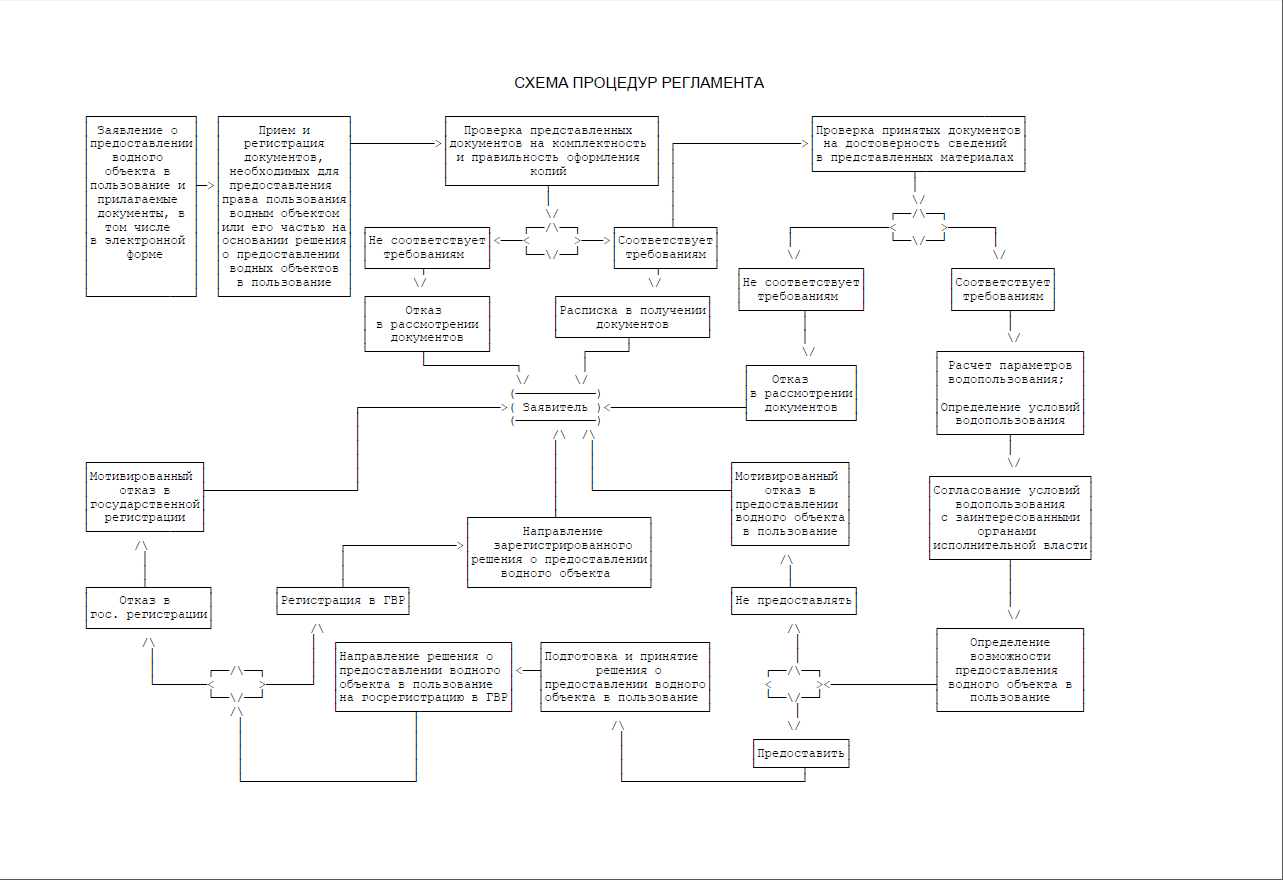 СХЕМА ПРОЦЕДУР РЕГЛАМЕНТА
Заявление о
предоставлении
водного
объекта в
пользование и
прилагаемые
документы, в
том числе
в электронной
форме
Прием и
регистрация
документов,
необходимых для
предоставления
права пользования
водным объектом
или его частью на
основании решения
о предоставлении
водных объектов
в пользование
Проверка представленных
документов на комплектность
и правильность оформления
копий
Проверка принятых документов
на достоверность сведений
в представленных материалах
Не соответствует
требованиям
Соответствует
требованиям
Не соответствует
требованиям
Соответствует
требованиям
Отказ
в рассмотрении
документов
Расписка в получении
документов
Отказ
в рассмотрении
документов
Расчет параметров
водопользования;
Определение условий
водопользования
Заявитель
Мотивированный
отказ в
государственной
регистрации
Направление
зарегистрированного
решения о предоставлении
водного объекта
Мотивированный
отказ в
предоставлении
водного объекта
в пользование
Согласование условий
водопользования
с заинтересованными
органами
исполнительной власти
Отказ в
гос. регистрации
Регистрация в ГВР
Не предоставлять
Направление решения о
предоставлении водного
объекта в пользование
на госрегистрацию в ГВР
Подготовка и принятие
решения о
предоставлении водного
объекта в пользование
Определение
возможности
предоставления
водного объекта в
пользование
Предоставить